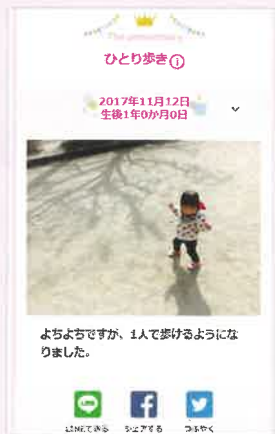 The anniversary
ひとり歩き
2017年11月12日
生後1年0か月0日
よちよちですが、1人で歩けるようにな
りました。
LINEで送る シェアする つぶやく